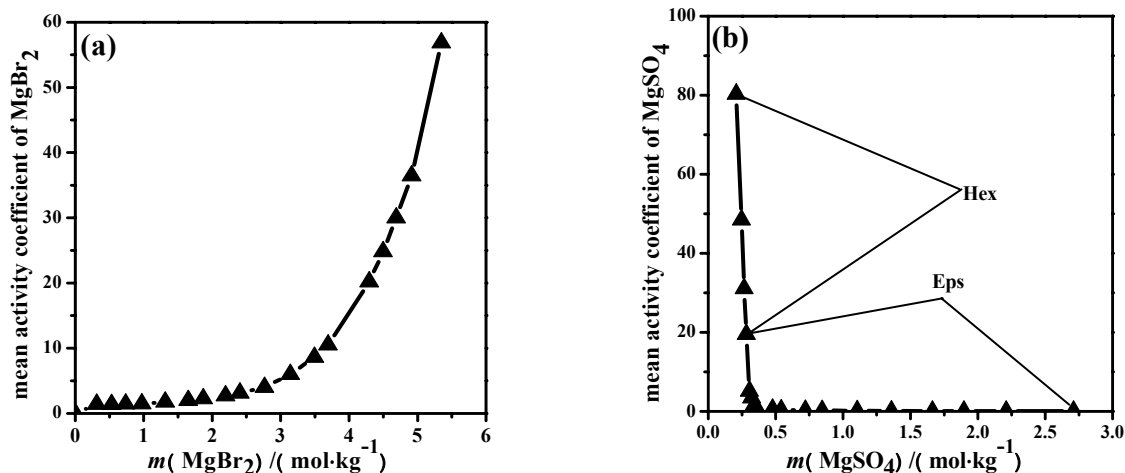 (a)
mean activity coefficient of MgBr₂
60
50
40
30
20
10
0
0 1 2 3 4 5 6
m( MgBr₂) /( mol·kg⁻¹)
(b)
mean activity coefficient of MgSO₄
100
80
60
40
20
0
Hex
Eps
0.0 0.5 1.0 1.5 2.0 2.5 3.0
m( MgSO₄) /( mol·kg⁻¹)